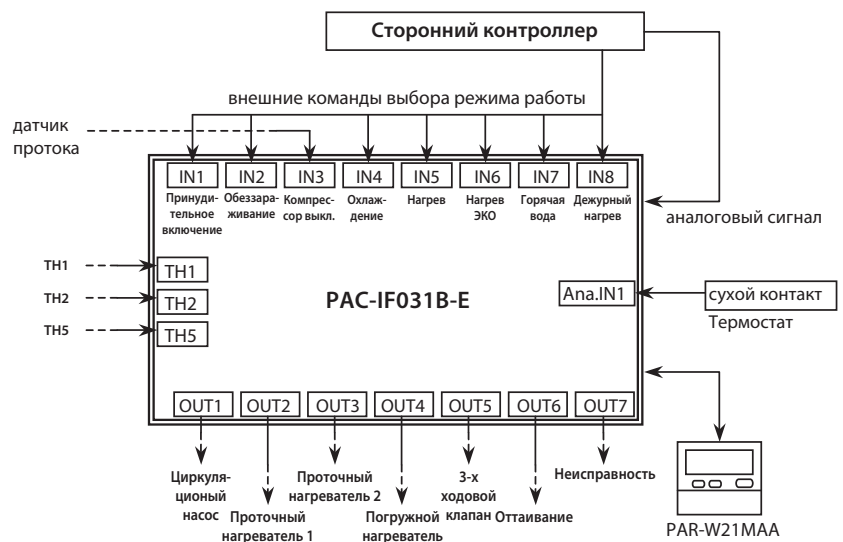 Сторонний контроллер
внешние команды выбора режима работы
датчик
протока
IN1 IN2 IN3 IN4 IN5 IN6 IN7 IN8
Принуди-
тельное
включение
Обеззара-
живание
Компрес-
сор выкл.
Охлаж-
дение
Нагрев
Нагрев
ЭКО
Горячая
вода
Дежурный
нагрев
аналоговый сигнал
TH1 TH1
TH2 TH2
TH5 TH5
PAC-IF031B-E
Ana.IN1
сухой контакт
Термостат
OUT1 OUT2 OUT3 OUT4 OUT5 OUT6 OUT7
Циркуля-
ционый
насос
Проточный
нагреватель 1
Проточный
нагреватель 2
Погружной
нагреватель
3-х
ходовой
клапан
Оттаивание
Неисправность
PAR-W21MAA